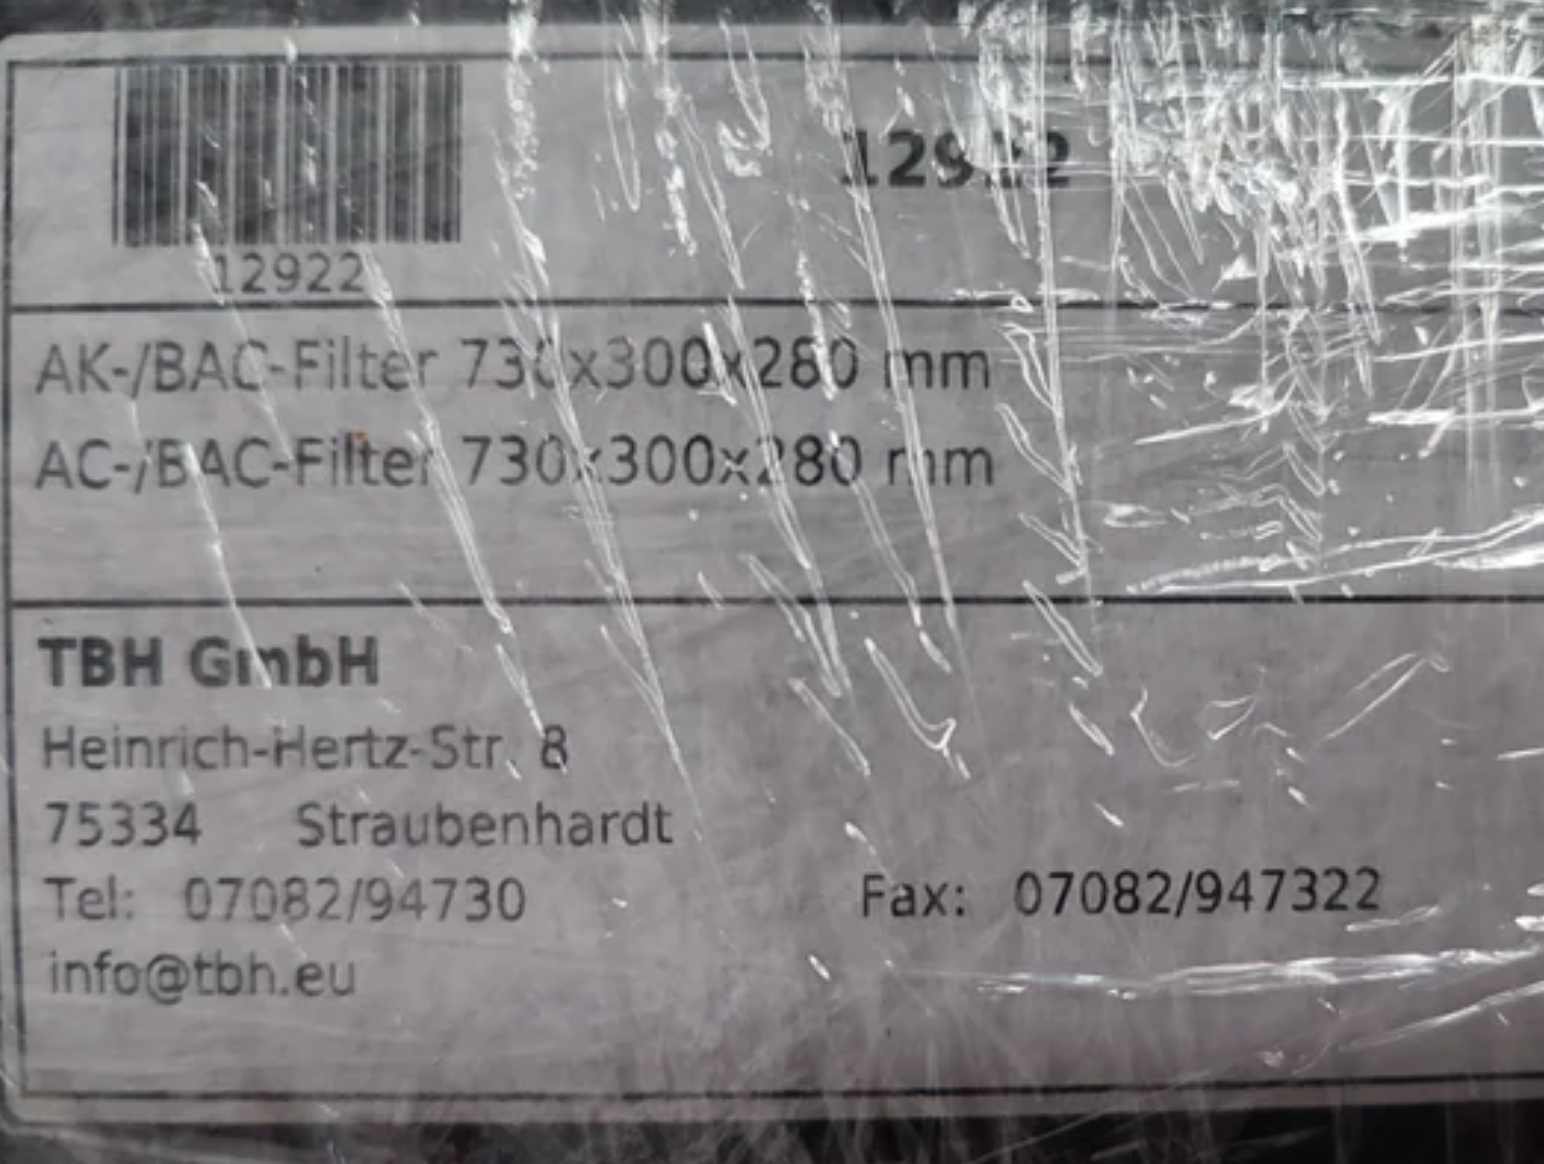 12922
12922
AK-/BAC-Filter 730x300x280 mm
AC-/BAC-Filter 730x300x280 mm
TBH GmbH
Heinrich-Hertz-Str. 8
75334 Straubenhardt
Tel: 07082/94730 Fax: 07082/947322
info@tbh.eu